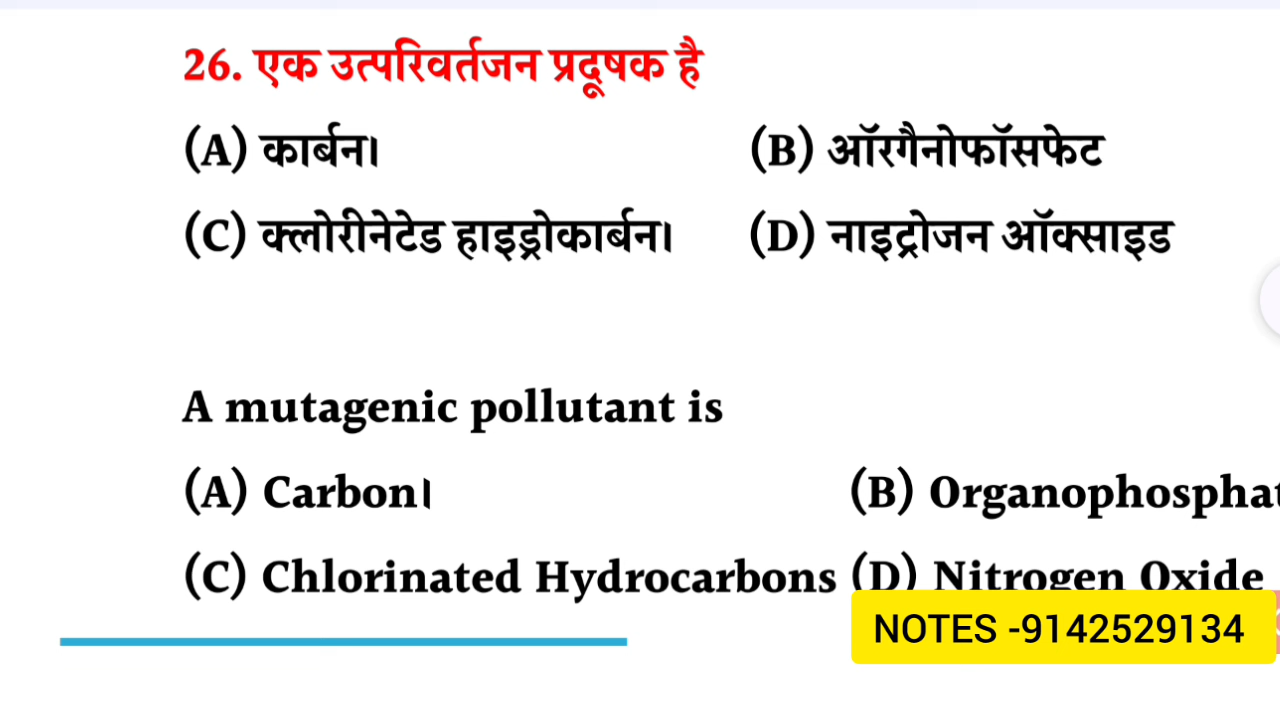 26. एक उत्परिवर्तजन प्रदूषक है
(A) कार्बन। (B) ऑरगैनोफॉसफेट
(C) क्लोरीनेटेड हाइड्रोकार्बन। (D) नाइट्रोजन ऑक्साइड
A mutagenic pollutant is
(A) Carbon। (B) Organophosphat
(C) Chlorinated Hydrocarbons (D) Nitrogen Oxide
NOTES -9142529134